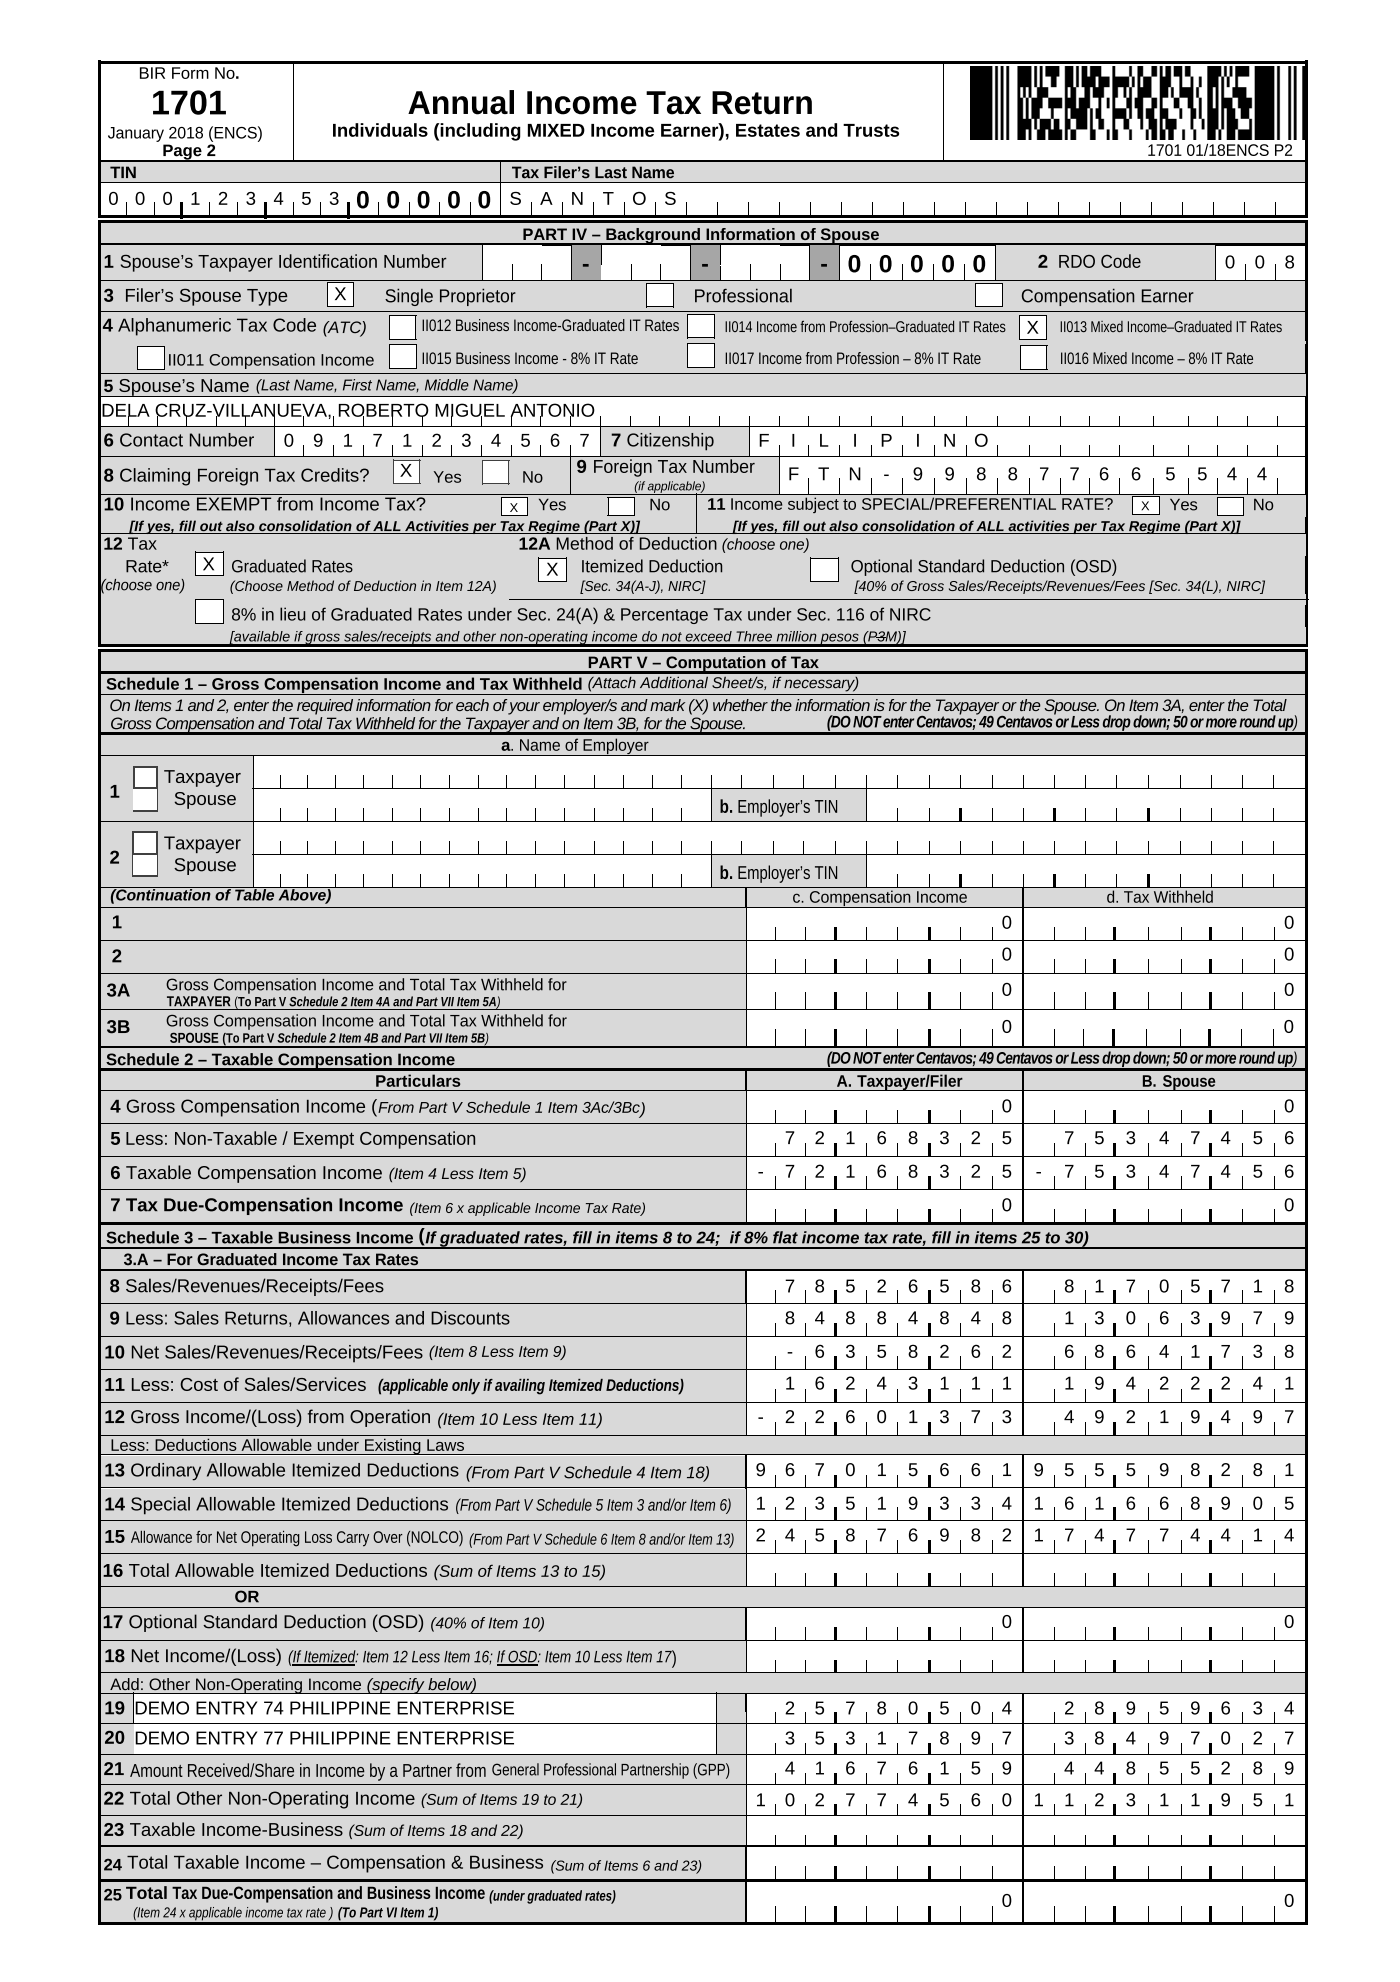 BIR Form No.
1701
January 2018 (ENCS)
Page 2
Annual Income Tax Return
Individuals (including MIXED Income Earner), Estates and Trusts
1701 01/18ENCS P2
TIN Tax Filer's Last Name
0 0 0 1 2 3 4 5 3 0 0 0 0 0 S A N T O S
PART IV – Background Information of Spouse
1 Spouse's Taxpayer Identification Number - - - 0 0 0 0 0 2 RDO Code 0 0 8
3 Filer's Spouse Type X Single Proprietor Professional Compensation Earner
4 Alphanumeric Tax Code (ATC) II012 Business Income-Graduated IT Rates II014 Income from Profession–Graduated IT Rates X II013 Mixed Income–Graduated IT Rates
II011 Compensation Income II015 Business Income - 8% IT Rate II017 Income from Profession – 8% IT Rate II016 Mixed Income – 8% IT Rate
5 Spouse's Name (Last Name, First Name, Middle Name)
DELA CRUZ-VILLANUEVA, ROBERTO MIGUEL ANTONIO
6 Contact Number 0 9 1 7 1 2 3 4 5 6 7 7 Citizenship F I L I P I N O
8 Claiming Foreign Tax Credits? X Yes No 9 Foreign Tax Number (if applicable) F T N - 9 9 8 8 7 7 6 6 5 5 4 4
10 Income EXEMPT from Income Tax? x Yes No 11 Income subject to SPECIAL/PREFERENTIAL RATE? x Yes No
[If yes, fill out also consolidation of ALL Activities per Tax Regime (Part X)] [If yes, fill out also consolidation of ALL activities per Tax Regime (Part X)]
12 Tax 12A Method of Deduction (choose one)
Rate* X Graduated Rates X Itemized Deduction Optional Standard Deduction (OSD)
(choose one) (Choose Method of Deduction in Item 12A) [Sec. 34(A-J), NIRC] [40% of Gross Sales/Receipts/Revenues/Fees [Sec. 34(L), NIRC]
8% in lieu of Graduated Rates under Sec. 24(A) & Percentage Tax under Sec. 116 of NIRC
[available if gross sales/receipts and other non-operating income do not exceed Three million pesos (P3M)]
PART V – Computation of Tax
Schedule 1 – Gross Compensation Income and Tax Withheld (Attach Additional Sheet/s, if necessary)
On Items 1 and 2, enter the required information for each of your employer/s and mark (X) whether the information is for the Taxpayer or the Spouse. On Item 3A, enter the Total
Gross Compensation and Total Tax Withheld for the Taxpayer and on Item 3B, for the Spouse. (DO NOT enter Centavos; 49 Centavos or Less drop down; 50 or more round up)
a. Name of Employer
1 Taxpayer
Spouse b. Employer's TIN
2 Taxpayer
Spouse b. Employer's TIN
(Continuation of Table Above) c. Compensation Income d. Tax Withheld
1 0 0
2 0 0
3A Gross Compensation Income and Total Tax Withheld for 0 0
TAXPAYER (To Part V Schedule 2 Item 4A and Part VII Item 5A)
3B Gross Compensation Income and Total Tax Withheld for 0 0
SPOUSE (To Part V Schedule 2 Item 4B and Part VII Item 5B)
Schedule 2 – Taxable Compensation Income (DO NOT enter Centavos; 49 Centavos or Less drop down; 50 or more round up)
Particulars A. Taxpayer/Filer B. Spouse
4 Gross Compensation Income (From Part V Schedule 1 Item 3Ac/3Bc) 0 0
5 Less: Non-Taxable / Exempt Compensation 7 2 1 6 8 3 2 5 7 5 3 4 7 4 5 6
6 Taxable Compensation Income (Item 4 Less Item 5) - 7 2 1 6 8 3 2 5 - 7 5 3 4 7 4 5 6
7 Tax Due-Compensation Income (Item 6 x applicable Income Tax Rate) 0 0
Schedule 3 – Taxable Business Income (If graduated rates, fill in items 8 to 24; if 8% flat income tax rate, fill in items 25 to 30)
3.A – For Graduated Income Tax Rates
8 Sales/Revenues/Receipts/Fees 7 8 5 2 6 5 8 6 8 1 7 0 5 7 1 8
9 Less: Sales Returns, Allowances and Discounts 8 4 8 8 4 8 4 8 1 3 0 6 3 9 7 9
10 Net Sales/Revenues/Receipts/Fees (Item 8 Less Item 9) - 6 3 5 8 2 6 2 6 8 6 4 1 7 3 8
11 Less: Cost of Sales/Services (applicable only if availing Itemized Deductions) 1 6 2 4 3 1 1 1 1 9 4 2 2 2 4 1
12 Gross Income/(Loss) from Operation (Item 10 Less Item 11) - 2 2 6 0 1 3 7 3 4 9 2 1 9 4 9 7
Less: Deductions Allowable under Existing Laws
13 Ordinary Allowable Itemized Deductions (From Part V Schedule 4 Item 18) 9 6 7 0 1 5 6 6 1 9 5 5 5 9 8 2 8 1
14 Special Allowable Itemized Deductions (From Part V Schedule 5 Item 3 and/or Item 6) 1 2 3 5 1 9 3 3 4 1 6 1 6 6 8 9 0 5
15 Allowance for Net Operating Loss Carry Over (NOLCO) (From Part V Schedule 6 Item 8 and/or Item 13) 2 4 5 8 7 6 9 8 2 1 7 4 7 7 4 4 1 4
16 Total Allowable Itemized Deductions (Sum of Items 13 to 15)
OR
17 Optional Standard Deduction (OSD) (40% of Item 10) 0 0
18 Net Income/(Loss) (If Itemized: Item 12 Less Item 16; If OSD: Item 10 Less Item 17)
Add: Other Non-Operating Income (specify below)
19 DEMO ENTRY 74 PHILIPPINE ENTERPRISE 2 5 7 8 0 5 0 4 2 8 9 5 9 6 3 4
20 DEMO ENTRY 77 PHILIPPINE ENTERPRISE 3 5 3 1 7 8 9 7 3 8 4 9 7 0 2 7
21 Amount Received/Share in Income by a Partner from General Professional Partnership (GPP) 4 1 6 7 6 1 5 9 4 4 8 5 5 2 8 9
22 Total Other Non-Operating Income (Sum of Items 19 to 21) 1 0 2 7 7 4 5 6 0 1 1 2 3 1 1 9 5 1
23 Taxable Income-Business (Sum of Items 18 and 22)
24 Total Taxable Income – Compensation & Business (Sum of Items 6 and 23)
25 Total Tax Due-Compensation and Business Income (under graduated rates) 0 0
(Item 24 x applicable income tax rate ) (To Part VI Item 1)